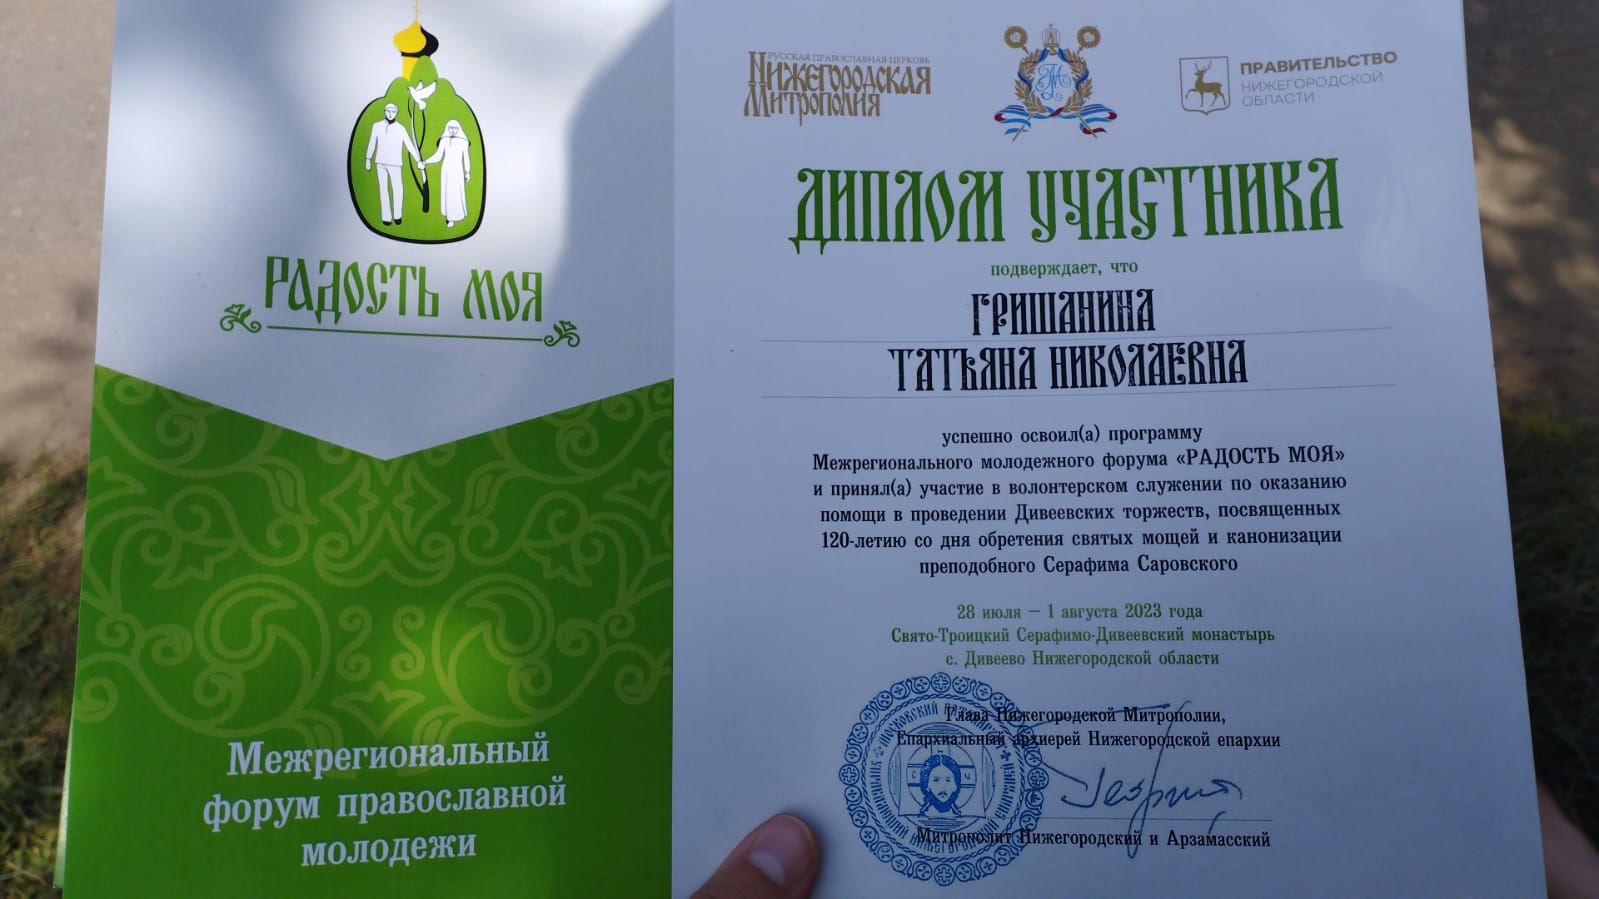 РАДОСТЬ МОЯ
Межрегиональный
форум православной
молодежи
РУССКАЯ ПРАВОСЛАВНАЯ ЦЕРКОВЬ
НИЖЕГОРОДСКАЯ
МИТРОПОЛИЯ
ПРАВИТЕЛЬСТВО
НИЖЕГОРОДСКОЙ
ОБЛАСТИ
ДИПЛОМ УЧАСТНИКА
подтверждает, что
ГРИШАНИНА
ТАТЬЯНА НИКОЛАЕВНА
успешно освоил(а) программу
Межрегионального молодежного форума «РАДОСТЬ МОЯ»
и принял(а) участие в волонтерском служении по оказанию
помощи в проведении Дивеевских торжеств, посвященных
120-летию со дня обретения святых мощей и канонизации
преподобного Серафима Саровского
28 июля – 1 августа 2023 года
Свято-Троицкий Серафимо-Дивеевский монастырь
с. Дивеево Нижегородской области
Глава Нижегородской Митрополии,
Епархиальный архиерей Нижегородской епархии
Митрополит Нижегородский и Арзамасский